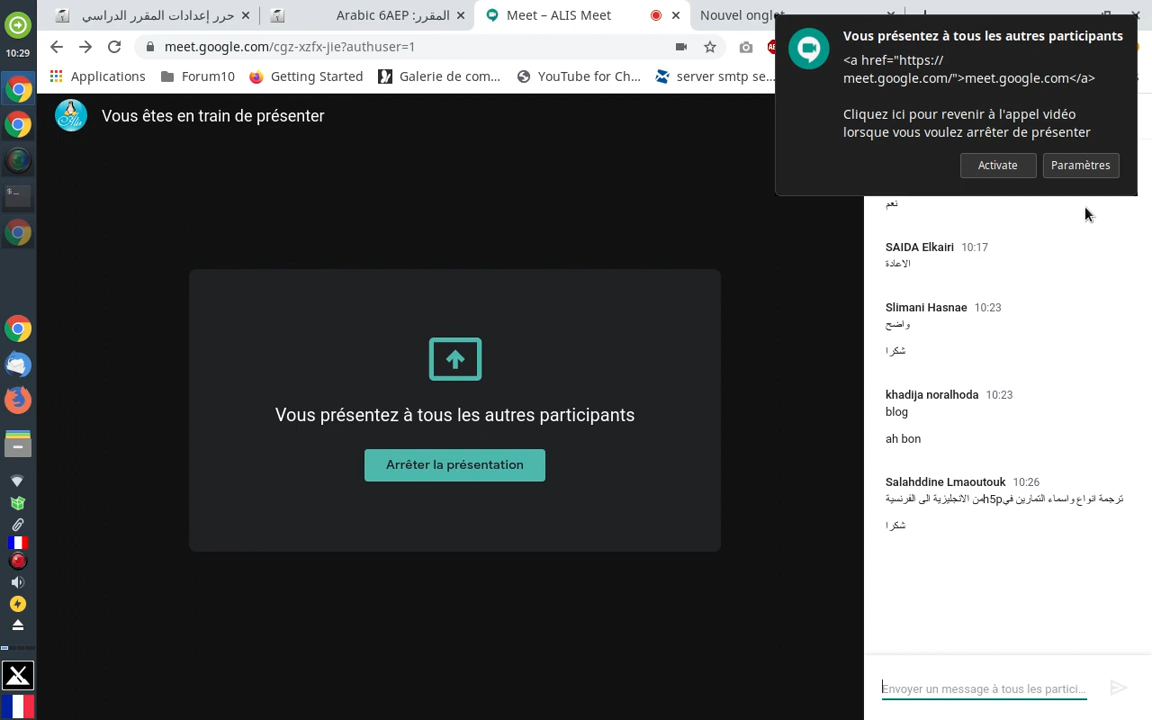 10:29
حرر إعدادات المقرر الدراسي
المقرر: Arabic 6AEP
Meet – ALIS Meet
Nouvel onglet
meet.google.com/cgz-xzfx-jie?authuser=1
Applications
Forum10
Getting Started
Galerie de com...
YouTube for Ch...
server smtp se...
Vous présentez à tous les autres participants
<a href="https://
meet.google.com/">meet.google.com</a>
Cliquez ici pour revenir à l'appel vidéo
lorsque vous voulez arrêter de présenter
Activate
Paramètres
Vous êtes en train de présenter
Vous présentez à tous les autres participants
Arrêter la présentation
نعم
SAIDA Elkairi 10:17
الاعادة
Slimani Hasnae 10:23
واضح
شكرا
khadija noralhoda 10:23
blog
ah bon
Salahddine Lmaoutouk 10:26
ترجمة انواع واسماء التمارين في h5pمن الانجليزية الى الفرنسية
شكرا
Envoyer un message à tous les partici...